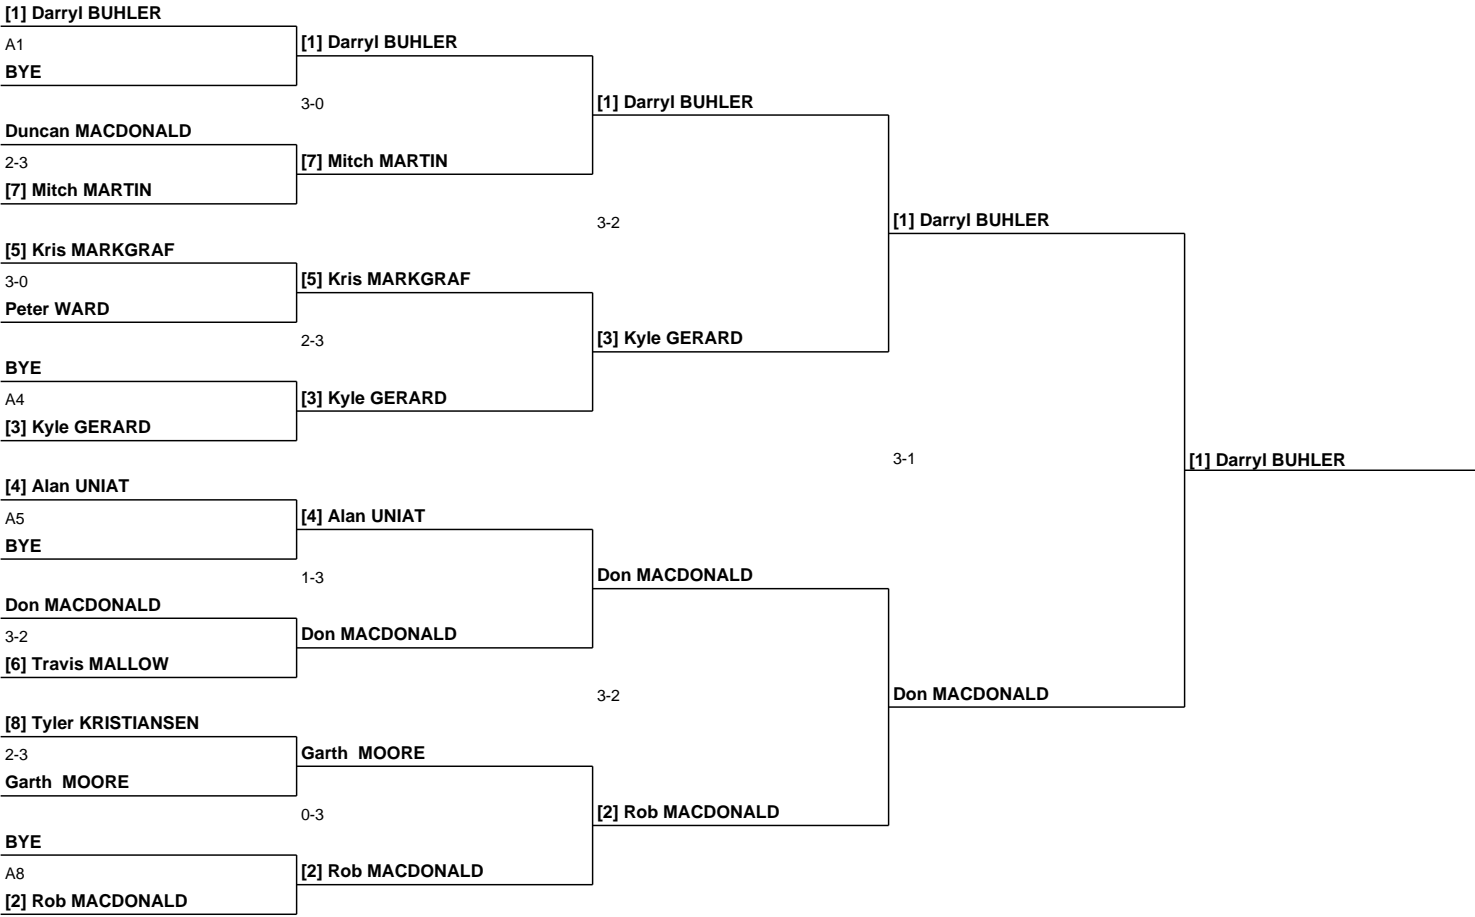 [1] Darryl BUHLER
A1
BYE
Duncan MACDONALD
2-3
[7] Mitch MARTIN
[5] Kris MARKGRAF
3-0
Peter WARD
BYE
A4
[3] Kyle GERARD
[4] Alan UNIAT
A5
BYE
Don MACDONALD
3-2
[6] Travis MALLOW
[8] Tyler KRISTIANSEN
2-3
Garth  MOORE
BYE
A8
[2] Rob MACDONALD
[1] Darryl BUHLER
3-0
[7] Mitch MARTIN
[5] Kris MARKGRAF
2-3
[3] Kyle GERARD
[4] Alan UNIAT
1-3
Don MACDONALD
Garth  MOORE
0-3
[2] Rob MACDONALD
[1] Darryl BUHLER
3-2
[3] Kyle GERARD
Don MACDONALD
3-2
[2] Rob MACDONALD
[1] Darryl BUHLER
3-1
Don MACDONALD
[1] Darryl BUHLER